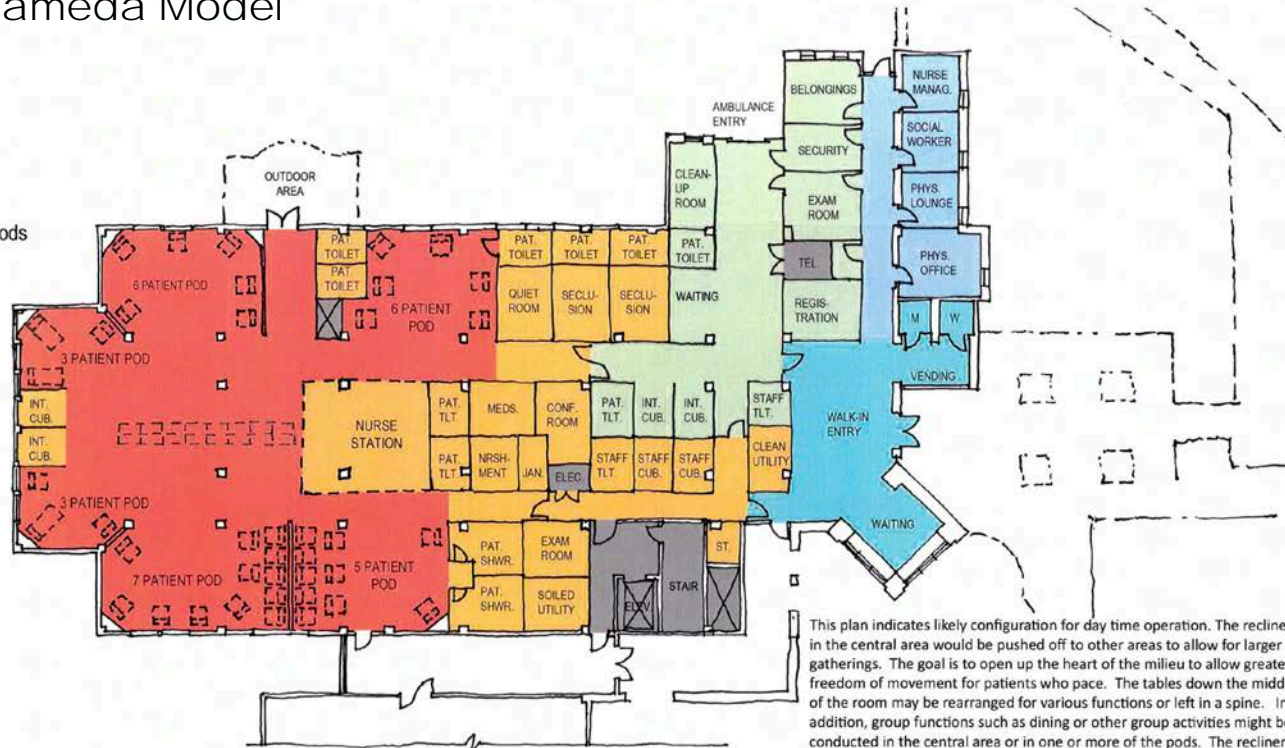 ameda Model
ods
OUTDOOR
AREA
AMBULANCE
ENTRY
BELONGINGS
SECURITY
EXAM
ROOM
TEL.
REGIS-
TRATION
NURSE
MANAG.
SOCIAL
WORKER
PHYS.
LOUNGE
PHYS.
OFFICE
M
W
VENDING
CLEAN-
UP
ROOM
PAT.
TOILET
WAITING
PAT.
TOILET
PAT.
TOILET
PAT.
TOILET
PAT.
TOILET
PAT.
TOILET
QUIET
ROOM
SECLU-
SION
SECLU-
SION
6 PATIENT POD
6 PATIENT
POD
3 PATIENT POD
INT.
CUB.
INT.
CUB.
NURSE
STATION
PAT.
TLT.
MEDS.
CONF.
ROOM
PAT.
TLT.
INT.
CUB.
INT.
CUB.
STAFF
TLT.
WALK-IN
ENTRY
PAT.
TLT.
NRSH-
MENT
JAN.
ELEC.
STAFF
TLT.
STAFF
CUB.
STAFF
CUB.
CLEAN
UTILITY
3 PATIENT POD
7 PATIENT POD
5 PATIENT
POD
PAT.
SHWR.
EXAM
ROOM
PAT.
SHWR.
SOILED
UTILITY
ELEV.
STAIR
ST.
WAITING
This plan indicates likely configuration for day time operation. The recline
in the central area would be pushed off to other areas to allow for larger
gatherings. The goal is to open up the heart of the milieu to allow greate
freedom of movement for patients who pace. The tables down the midd
of the room may be rearranged for various functions or left in a spine. In
addition, group functions such as dining or other group activities might be
conducted in the central area or in one or more of the pods. The recliner